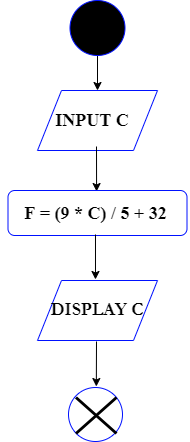 INPUT C
F = (9 * C) / 5 + 32
DISPLAY C